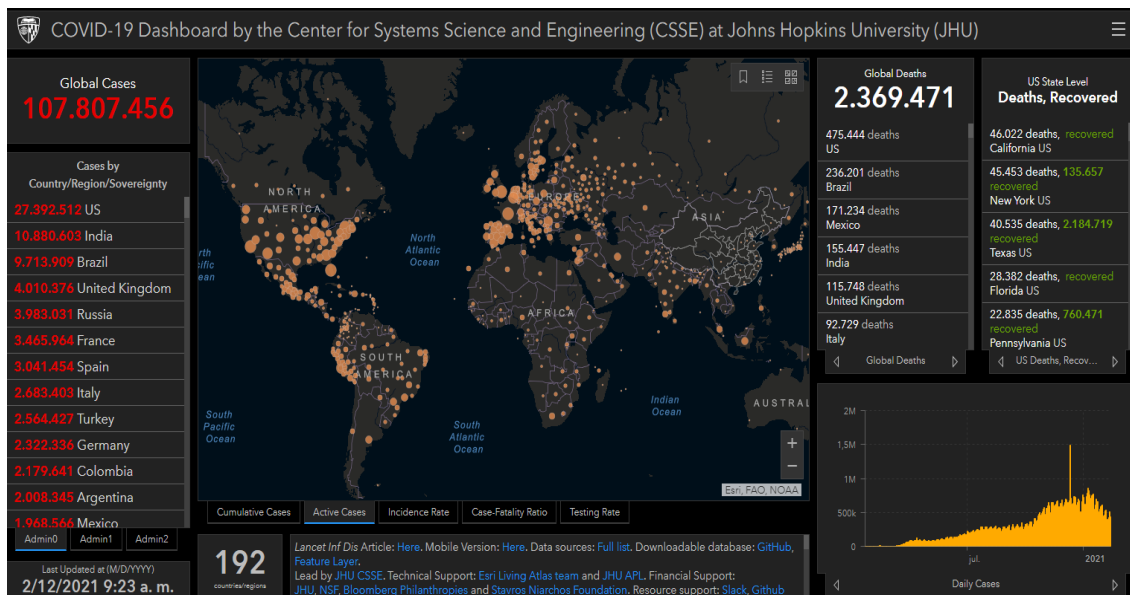 COVID-19 Dashboard by the Center for Systems Science and Engineering (CSSE) at Johns Hopkins University (JHU)
Global Cases
107.807.456
Cases by
Country/Region/Sovereignty
27.392.512 US
10.880.603 India
9.713.909 Brazil
4.010.376 United Kingdom
3.983.031 Russia
3.465.964 France
3.041.454 Spain
2.683.403 Italy
2.564.427 Turkey
2.322.336 Germany
2.179.641 Colombia
2.008.345 Argentina
1.968.566 Mexico
Admin0 Admin1 Admin2
Last Updated at (M/D/YYYY)
2/12/2021 9:23 a. m.
NORTH
AMERICA
North
Atlantic
Ocean
rth
cific
ean
EUROPE
ASIA
AFRICA
SOUTH
AMERICA
South
Pacific
Ocean
South
Atlantic
Ocean
Indian
Ocean
AUSTRAL
+
−
Esri, FAO, NOAA
Cumulative Cases Active Cases Incidence Rate Case-Fatality Ratio Testing Rate
192
countries/regions
Lancet Inf Dis Article: Here. Mobile Version: Here. Data sources: Full list. Downloadable database: GitHub,
Feature Layer.
Lead by JHU CSSE. Technical Support: Esri Living Atlas team and JHU APL. Financial Support:
JHU, NSF, Bloomberg Philanthropies and Stavros Niarchos Foundation. Resource support: Slack, Github
Global Deaths
2.369.471
475.444 deaths
US
236.201 deaths
Brazil
171.234 deaths
Mexico
155.447 deaths
India
115.748 deaths
United Kingdom
92.729 deaths
Italy
Global Deaths
US State Level
Deaths, Recovered
46.022 deaths, recovered
California US
45.453 deaths, 135.657
recovered
New York US
40.535 deaths, 2.184.719
recovered
Texas US
28.382 deaths, recovered
Florida US
22.835 deaths, 760.471
recovered
Pennsylvania US
US Deaths, Recov...
2M
1,5M
1M
500k
0
jul. 2021
Daily Cases